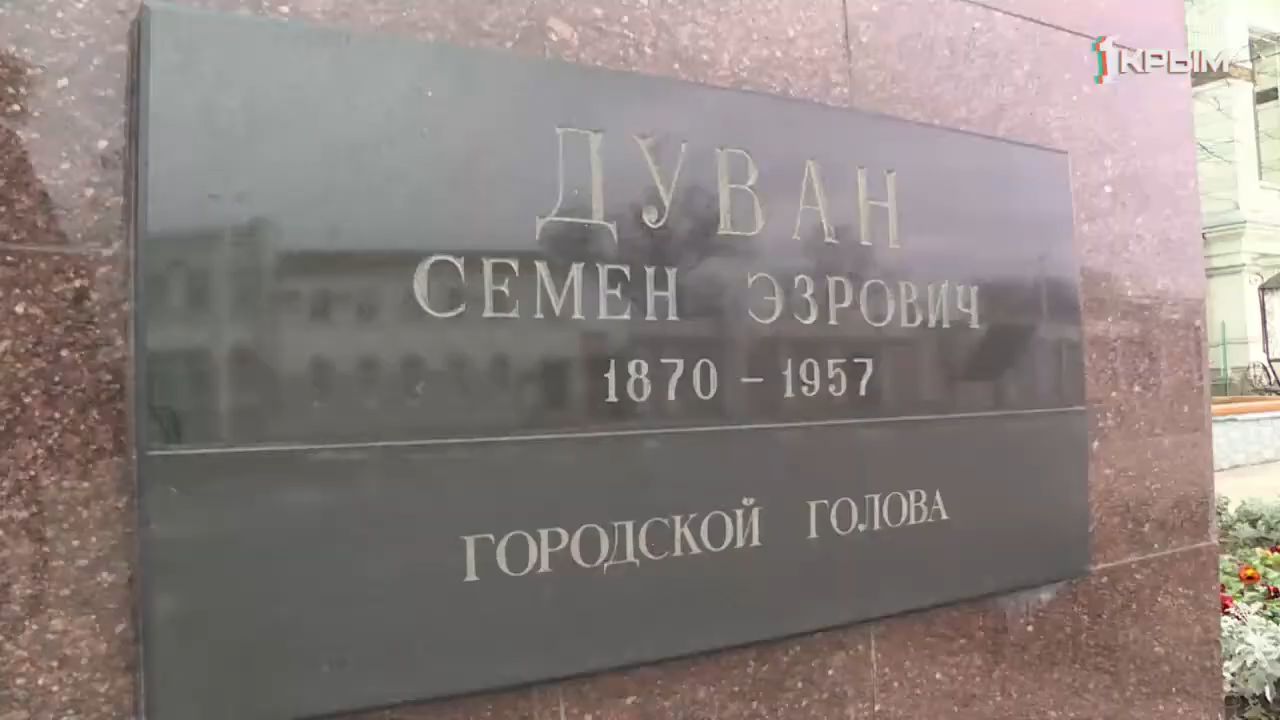 1КРЫМ
ДУВАН
СЕМЕН ЭЗРОВИЧ
1870 - 1957
ГОРОДСКОЙ ГОЛОВА